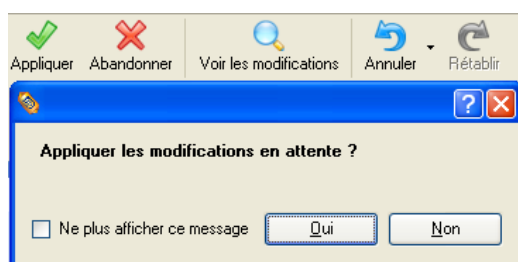 Appliquer Abandonner Voir les modifications Annuler Rétablir
?
Appliquer les modifications en attente ?
Ne plus afficher ce message Oui Non